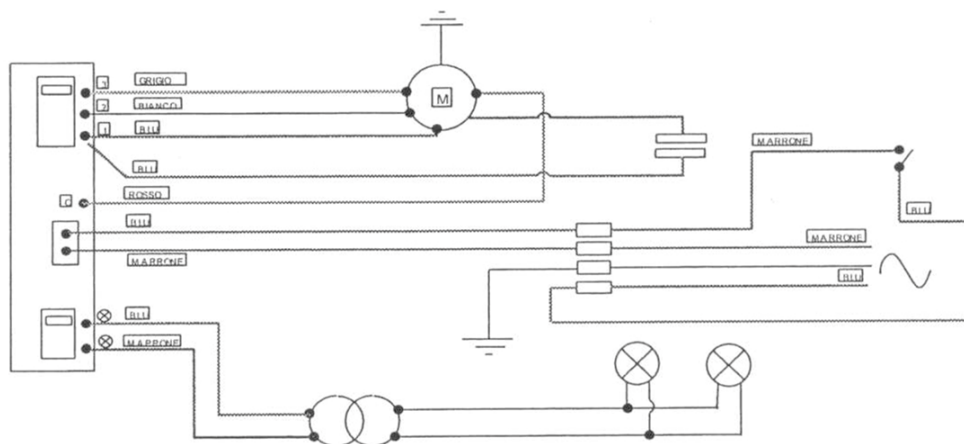 3 GRIGIO
2 BIANCO
M
1 BLU
BLU
MARRONE
C ROSSO
BLU
BLU
MARRONE
MARRONE
BLU
BLU
MARRONE